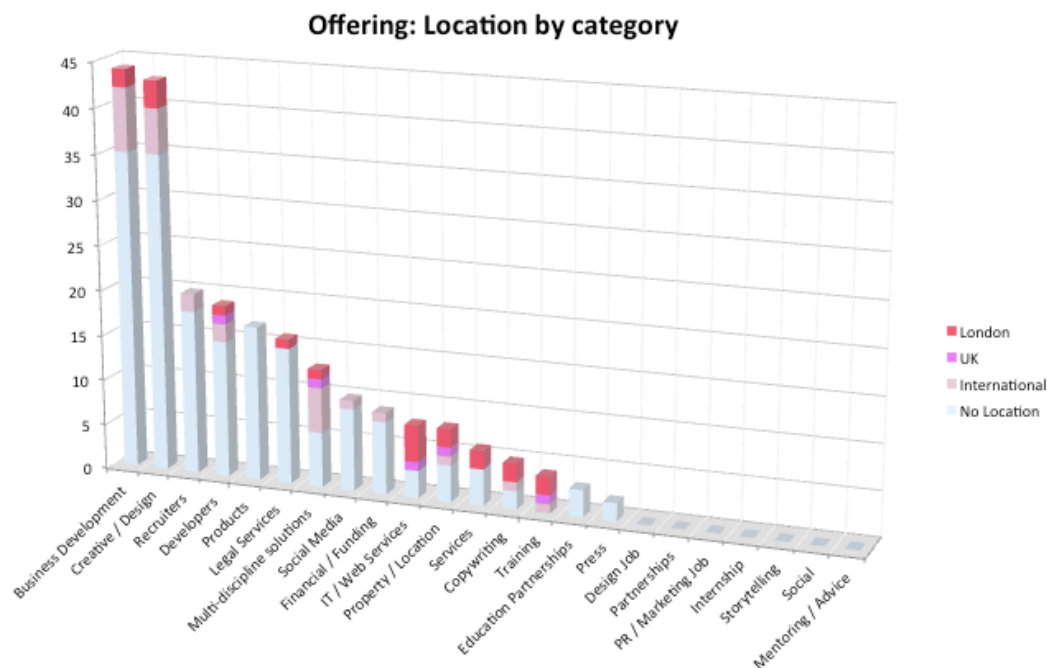 Offering: Location by category
45
40
35
30
25
20
15
10
5
0
Business Development
Creative / Design
Recruiters
Developers
Products
Legal Services
Multi-discipline solutions
Social Media
Financial / Funding
IT / Web Services
Property / Location
Services
Copywriting
Training
Education Partnerships
Press
Design Job
Partnerships
PR / Marketing Job
Internship
Storytelling
Social
Mentoring / Advice
London
UK
International
No Location